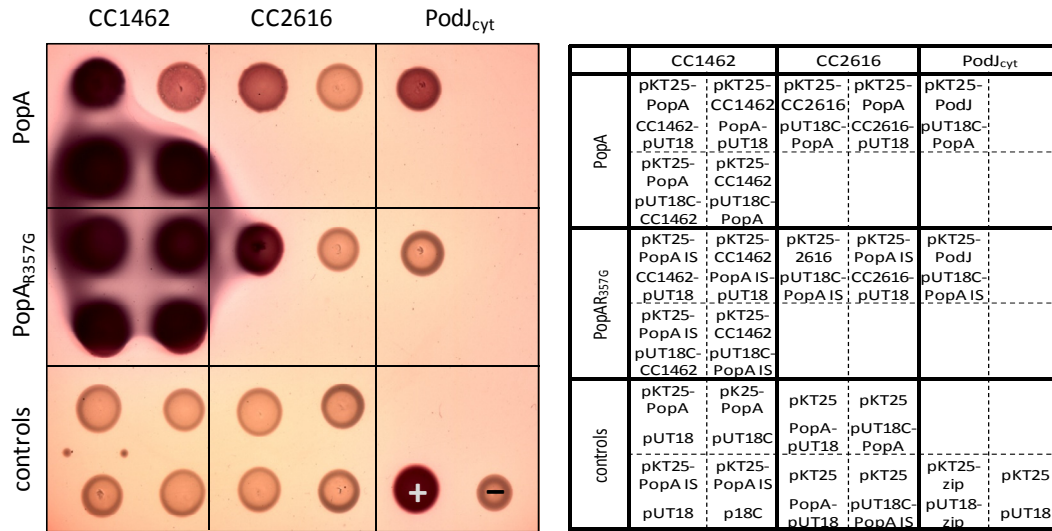 CC1462 CC2616 PodJcyt
PopA
PopAR357G
controls
+ −
CC1462 CC2616 PodJcyt
PopA
pKT25- pKT25- pKT25- pKT25- pKT25-
PopA CC1462 CC2616 PopA PodJ
CC1462- PopA- pUT18C- CC2616- pUT18C-
pUT18 pUT18 PopA pUT18 PopA
pKT25- pKT25-
PopA CC1462
pUT18C- pUT18C-
CC1462 PopA
PopAR357G
pKT25- pKT25- pKT25- pKT25- pKT25-
PopA IS CC1462 2616 PopA IS PodJ
CC1462- PopA IS- pUT18C- CC2616- pUT18C-
pUT18 pUT18 PopA IS pUT18 PopA IS
pKT25- pKT25-
PopA IS CC1462
pUT18C- pUT18C-
CC1462 PopA IS
controls
pKT25- pK25- pKT25 pKT25
PopA PopA
pUT18 pUT18C PopA- pUT18C-
pUT18 PopA
pKT25- pKT25- pKT25 pKT25 pKT25- pKT25
PopA IS PopA IS zip
pUT18 p18C PopA- pUT18C- pUT18- pUT18
pUT18 PopA IS zip